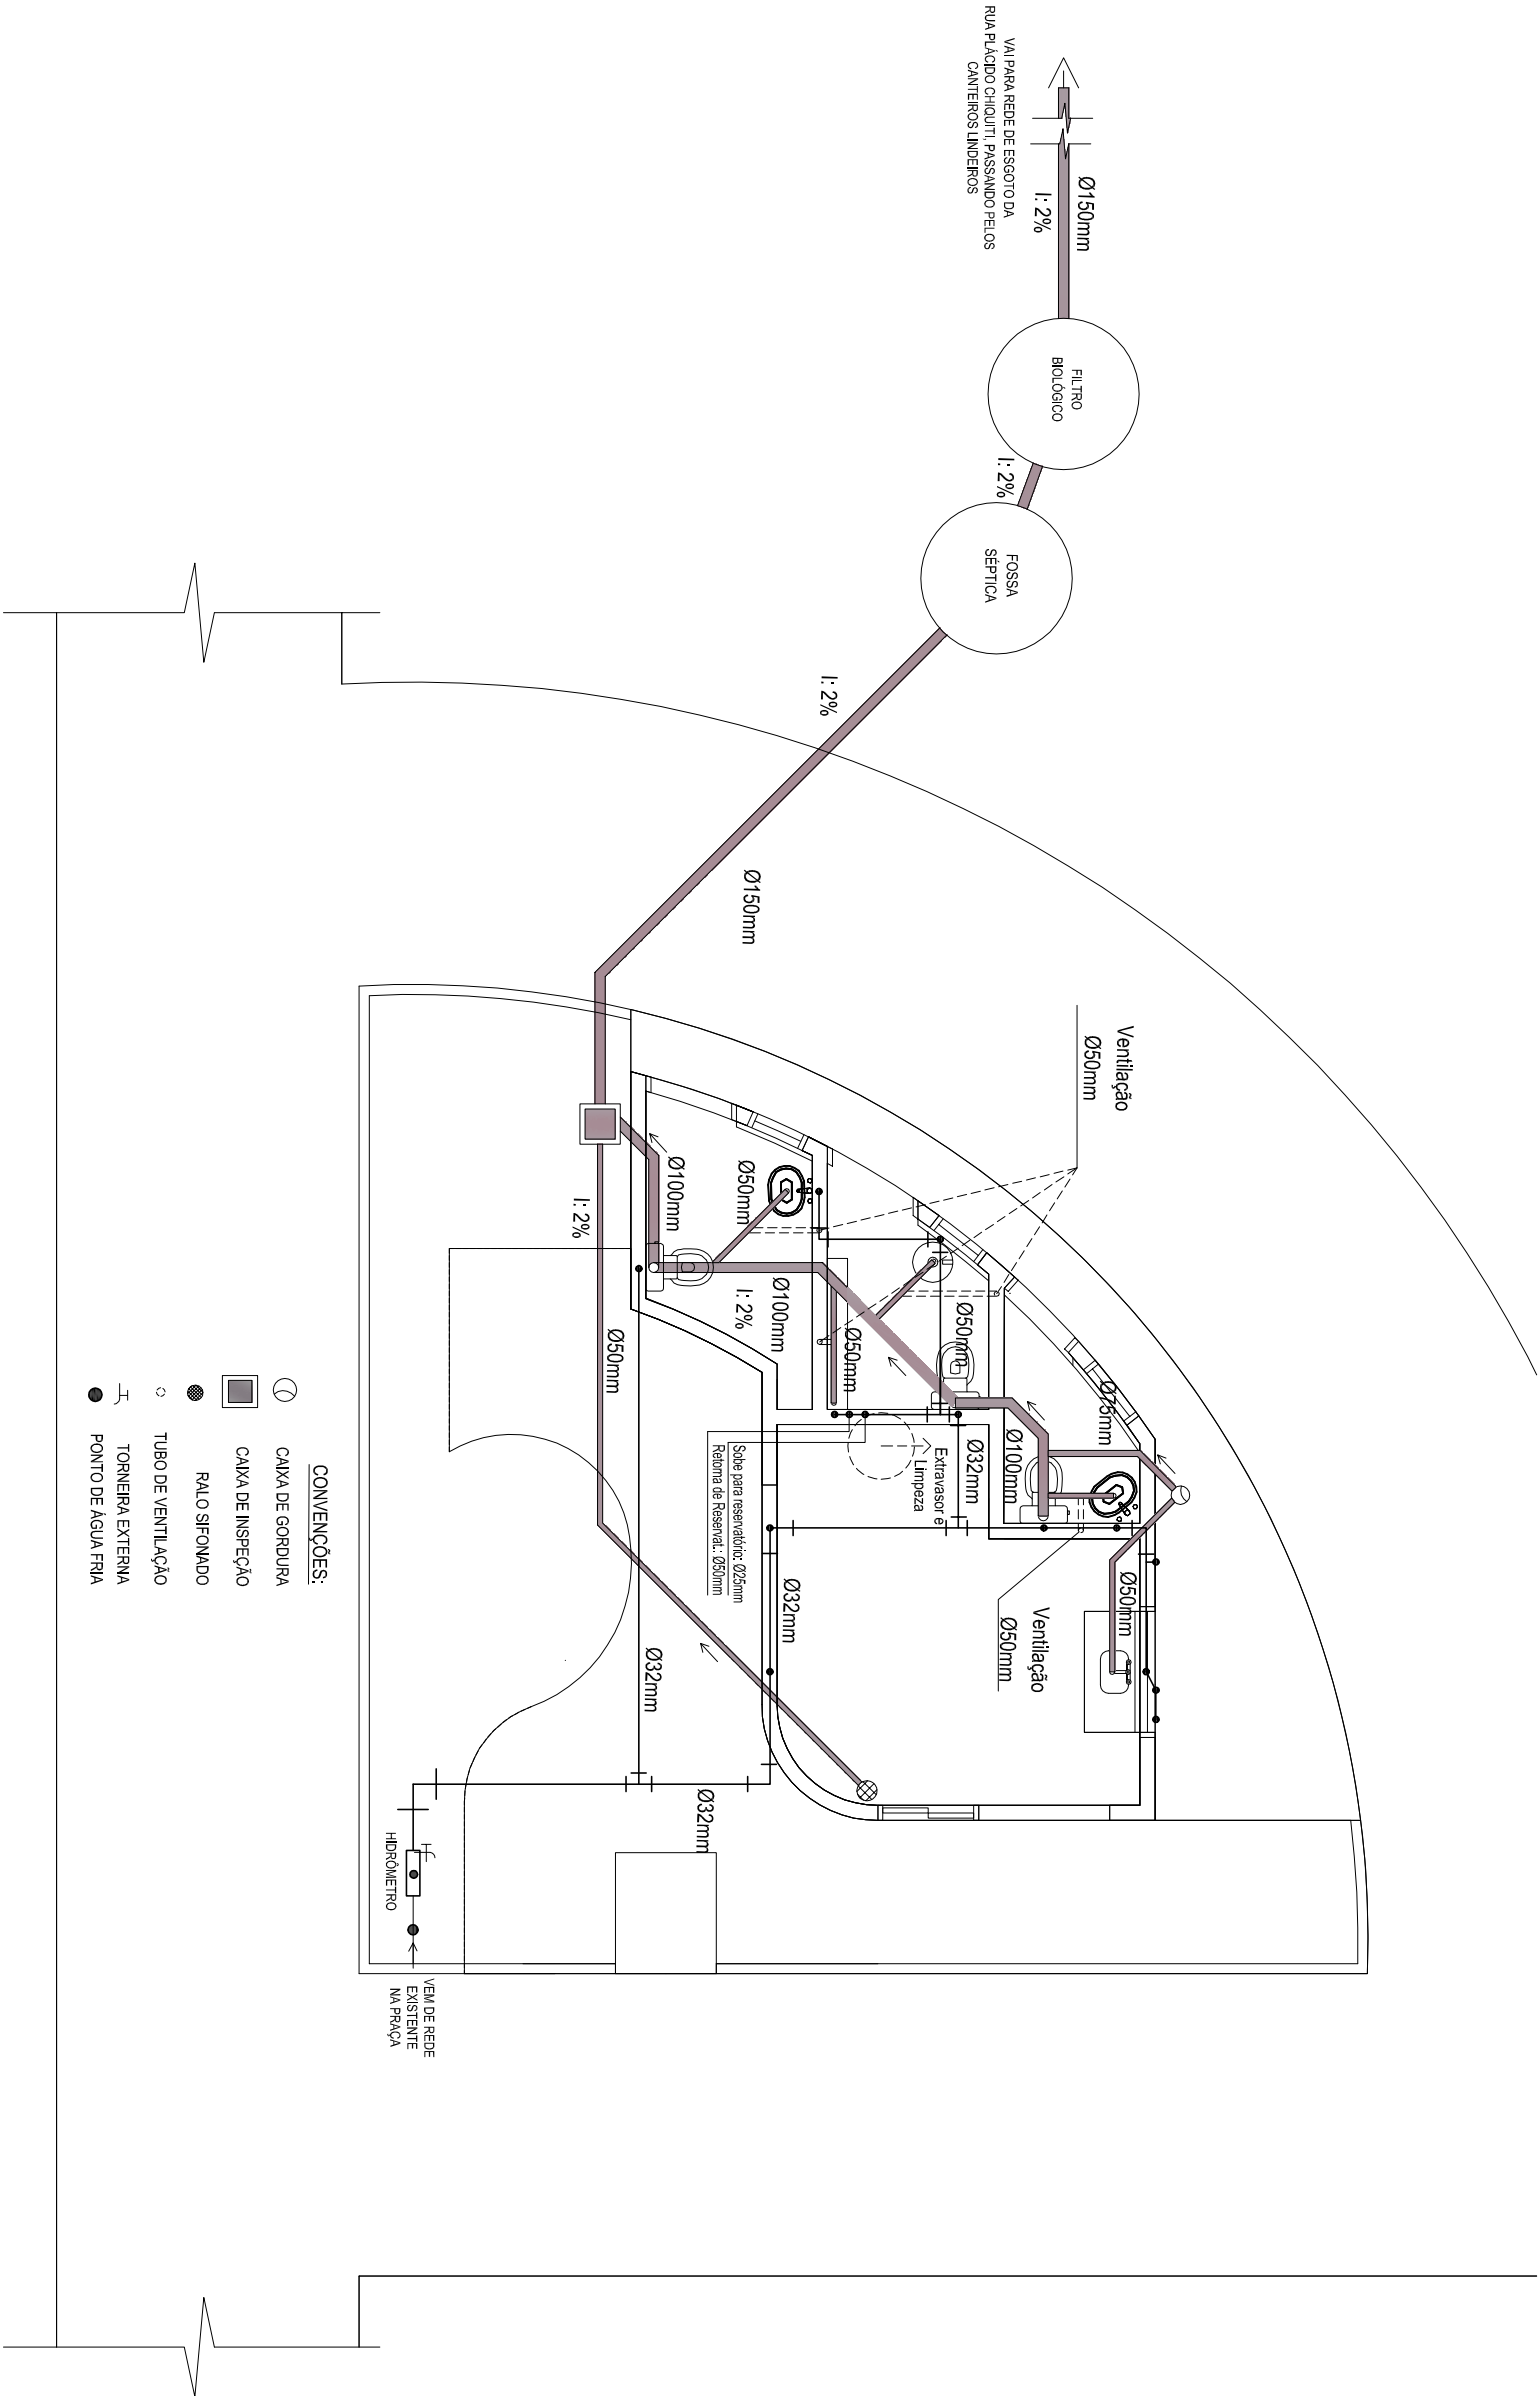 VAI PARA REDE DE ESGOTO DA
RUA PLÁCIDO CHIQUITI, PASSANDO PELOS
CANTEIROS LINDEIROS
Ø150mm
I: 2%
FILTRO
BIOLÓGICO
I: 2%
FOSSA
SÉPTICA
I: 2%
Ø150mm
Ventilação
Ø50mm
Ø100mm
Ø50mm
I: 2%
Ø100mm
I: 2%
Ø50mm
Ø50mm
Ø50mm
Ø75mm
Ø100mm
Ø32mm
Extravasor e
Limpeza
Sobe para reservatório: Ø25mm
Retorna de Reservat.: Ø50mm
Ø50mm
Ventilação
Ø50mm
Ø32mm
Ø32mm
Ø32mm
HIDRÔMETRO
VEM DE REDE
EXISTENTE
NA PRAÇA
CONVENÇÕES:
CAIXA DE GORDURA
CAIXA DE INSPEÇÃO
RALO SIFONADO
TUBO DE VENTILAÇÃO
TORNEIRA EXTERNA
PONTO DE ÁGUA FRIA